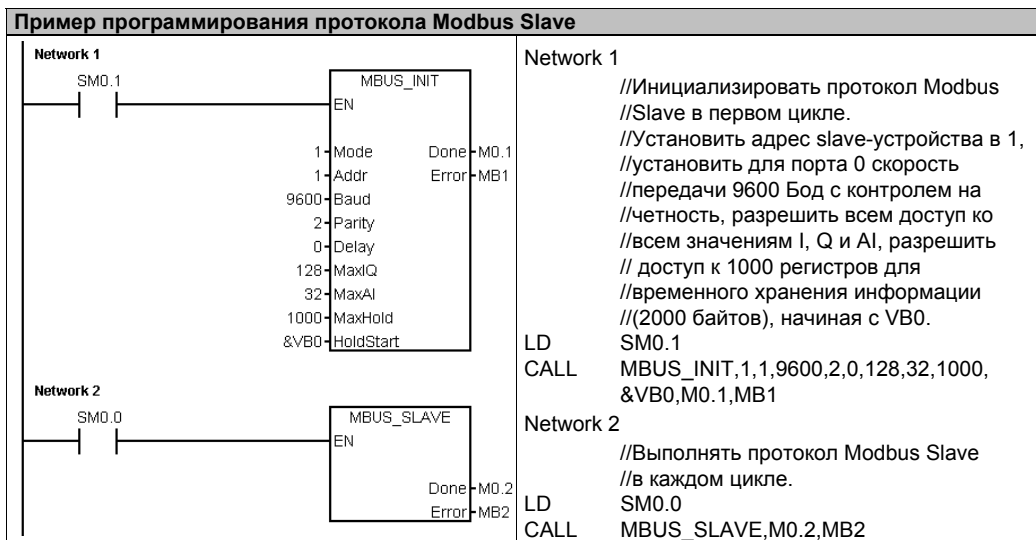 Пример программирования протокола Modbus Slave
Network 1
SM0.1
MBUS_INIT
EN
1 Mode Done M0.1
1 Addr Error MB1
9600 Baud
2 Parity
0 Delay
128 MaxIQ
32 MaxAI
1000 MaxHold
&VB0 HoldStart
Network 2
SM0.0
MBUS_SLAVE
EN
Done M0.2
Error MB2
Network 1
//Инициализировать протокол Modbus
//Slave в первом цикле.
//Установить адрес slave-устройства в 1,
//установить для порта 0 скорость
//передачи 9600 Бод с контролем на
//четность, разрешить всем доступ ко
//всем значениям I, Q и AI, разрешить
// доступ к 1000 регистров для
//временного хранения информации
//(2000 байтов), начиная с VB0.
LD SM0.1
CALL MBUS_INIT,1,1,9600,2,0,128,32,1000,
&VB0,M0.1,MB1
Network 2
//Выполнять протокол Modbus Slave
//в каждом цикле.
LD SM0.0
CALL MBUS_SLAVE,M0.2,MB2